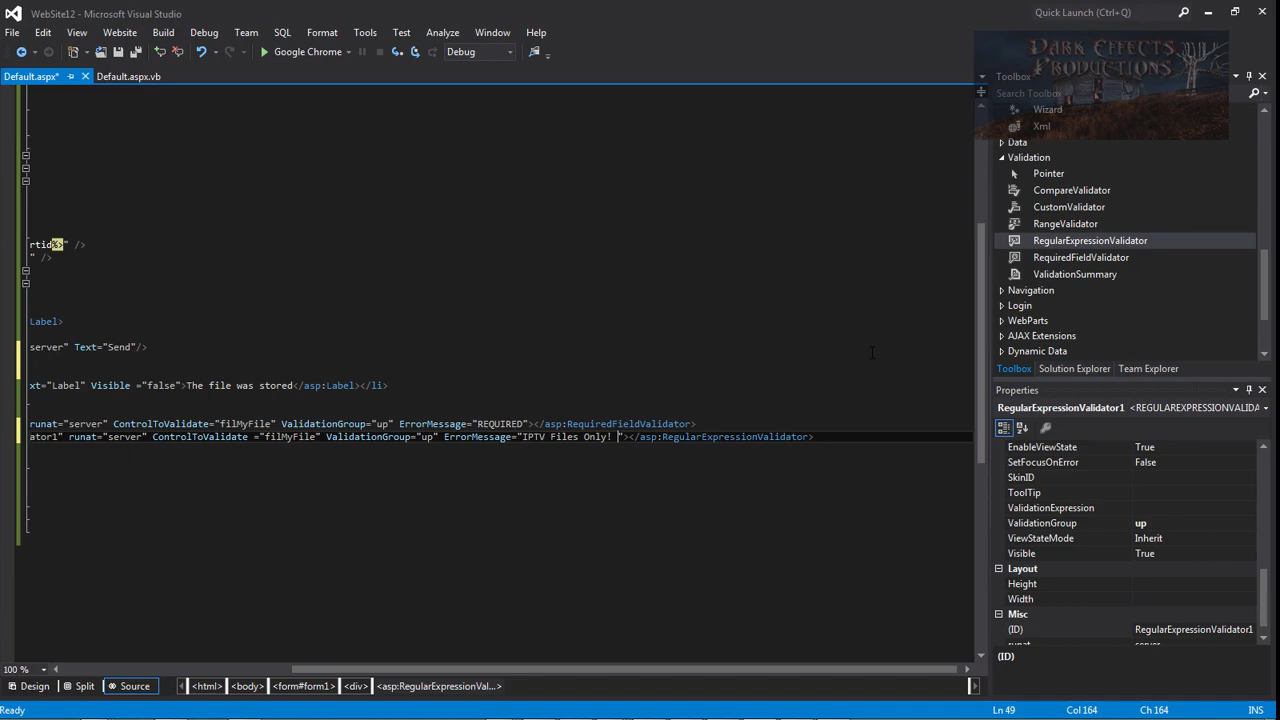 WebSite12 - Microsoft Visual Studio
Quick Launch (Ctrl+Q)
File Edit View Website Build Debug Team SQL Format Tools Test Analyze Window Help
Google Chrome
Debug
DARK EFFECTS
PRODUCTIONS
Default.aspx*
Default.aspx.vb
Toolbox
Search Toolbox
Wizard
Xml
Data
Validation
Pointer
CompareValidator
CustomValidator
RangeValidator
RegularExpressionValidator
RequiredFieldValidator
ValidationSummary
Navigation
Login
WebParts
AJAX Extensions
Dynamic Data
Toolbox Solution Explorer Team Explorer
rtid%>" />
" />
Label>
server" Text="Send"/>
xt="Label" Visible ="false">The file was stored</asp:Label></li>
runat="server" ControlToValidate="filMyFile" ValidationGroup="up" ErrorMessage="REQUIRED"></asp:RequiredFieldValidator>
ator1" runat="server" ControlToValidate ="filMyFile" ValidationGroup="up" ErrorMessage="IPTV Files Only! "></asp:RegularExpressionValidator>
Properties
RegularExpressionValidator1 <REGULAREXPRESSIONVALIDA
EnableViewState True
SetFocusOnError False
SkinID
ToolTip
ValidationExpression
ValidationGroup up
ViewStateMode Inherit
Visible True
Layout
Height
Width
Misc
(ID) RegularExpressionValidator1
(ID)
100 %
Design Split Source <html> <body> <form#form1> <div> <asp:RegularExpressionVal...>
Ln 49 Col 164 Ch 164 INS